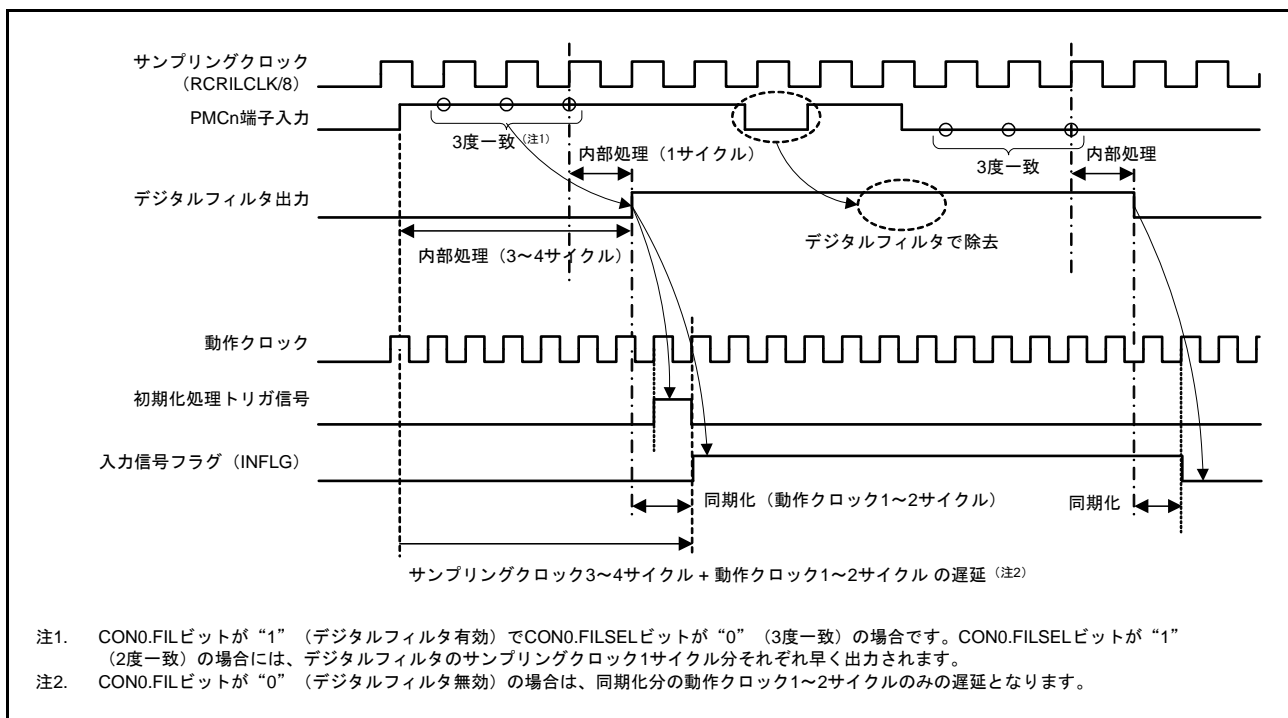 サンプリングクロック
(RCRILCLK/8)
PMCn端子入力
3度一致(注1)
内部処理(1サイクル)
3度一致
内部処理
デジタルフィルタ出力
デジタルフィルタで除去
内部処理(3～4サイクル)
動作クロック
初期化処理トリガ信号
入力信号フラグ(INFLG)
同期化(動作クロック1～2サイクル)
同期化
サンプリングクロック3～4サイクル + 動作クロック1～2サイクル の遅延(注2)
注1. CON0.FILビットが“1”(デジタルフィルタ有効)でCON0.FILSELビットが“0”(3度一致)の場合です。CON0.FILSELビットが“1”
(2度一致)の場合には、デジタルフィルタのサンプリングクロック1サイクル分それぞれ早く出力されます。
注2. CON0.FILビットが“0”(デジタルフィルタ無効)の場合は、同期化分の動作クロック1～2サイクルのみの遅延となります。